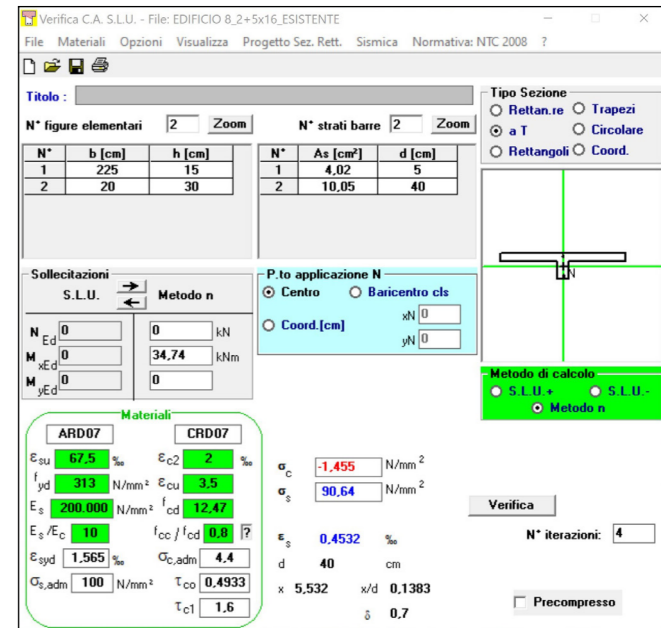 Verifica C.A. S.L.U. - File: EDIFICIO 8_2+5x16_ESISTENTE
File Materiali Opzioni Visualizza Progetto Sez. Rett. Sismica Normativa: NTC 2008 ?
Titolo :
N° figure elementari 2 Zoom N° strati barre 2 Zoom
N° b [cm] h [cm]
1 225 15
2 20 30
N° As [cm²] d [cm]
1 4,02 5
2 10,05 40
Tipo Sezione
Rettan.re Trapezi
a T Circolare
Rettangoli Coord.
N
Sollecitazioni
S.L.U. Metodo n
N Ed 0 0 kN
M xEd 0 34,74 kNm
M yEd 0 0
P.to applicazione N
Centro Baricentro cls
Coord.[cm] xN 0
yN 0
Metodo di calcolo
S.L.U.+ S.L.U.-
Metodo n
Materiali
ARD07 CRD07
εsu 67,5 ‰ εc2 2 ‰
fyd 313 N/mm² εcu 3,5
Es 200.000 N/mm² fcd 12,47
Es/Ec 10 fcc / fcd 0,8 ?
εsyd 1,565 ‰ σc,adm 4,4
σs,adm 100 N/mm² τco 0,4933
τc1 1,6
σc -1,455 N/mm²
σs 90,64 N/mm²
εs 0,4532 ‰
d 40 cm
x 5,532 x/d 0,1383
δ 0,7
Verifica
N° iterazioni: 4
Precompresso